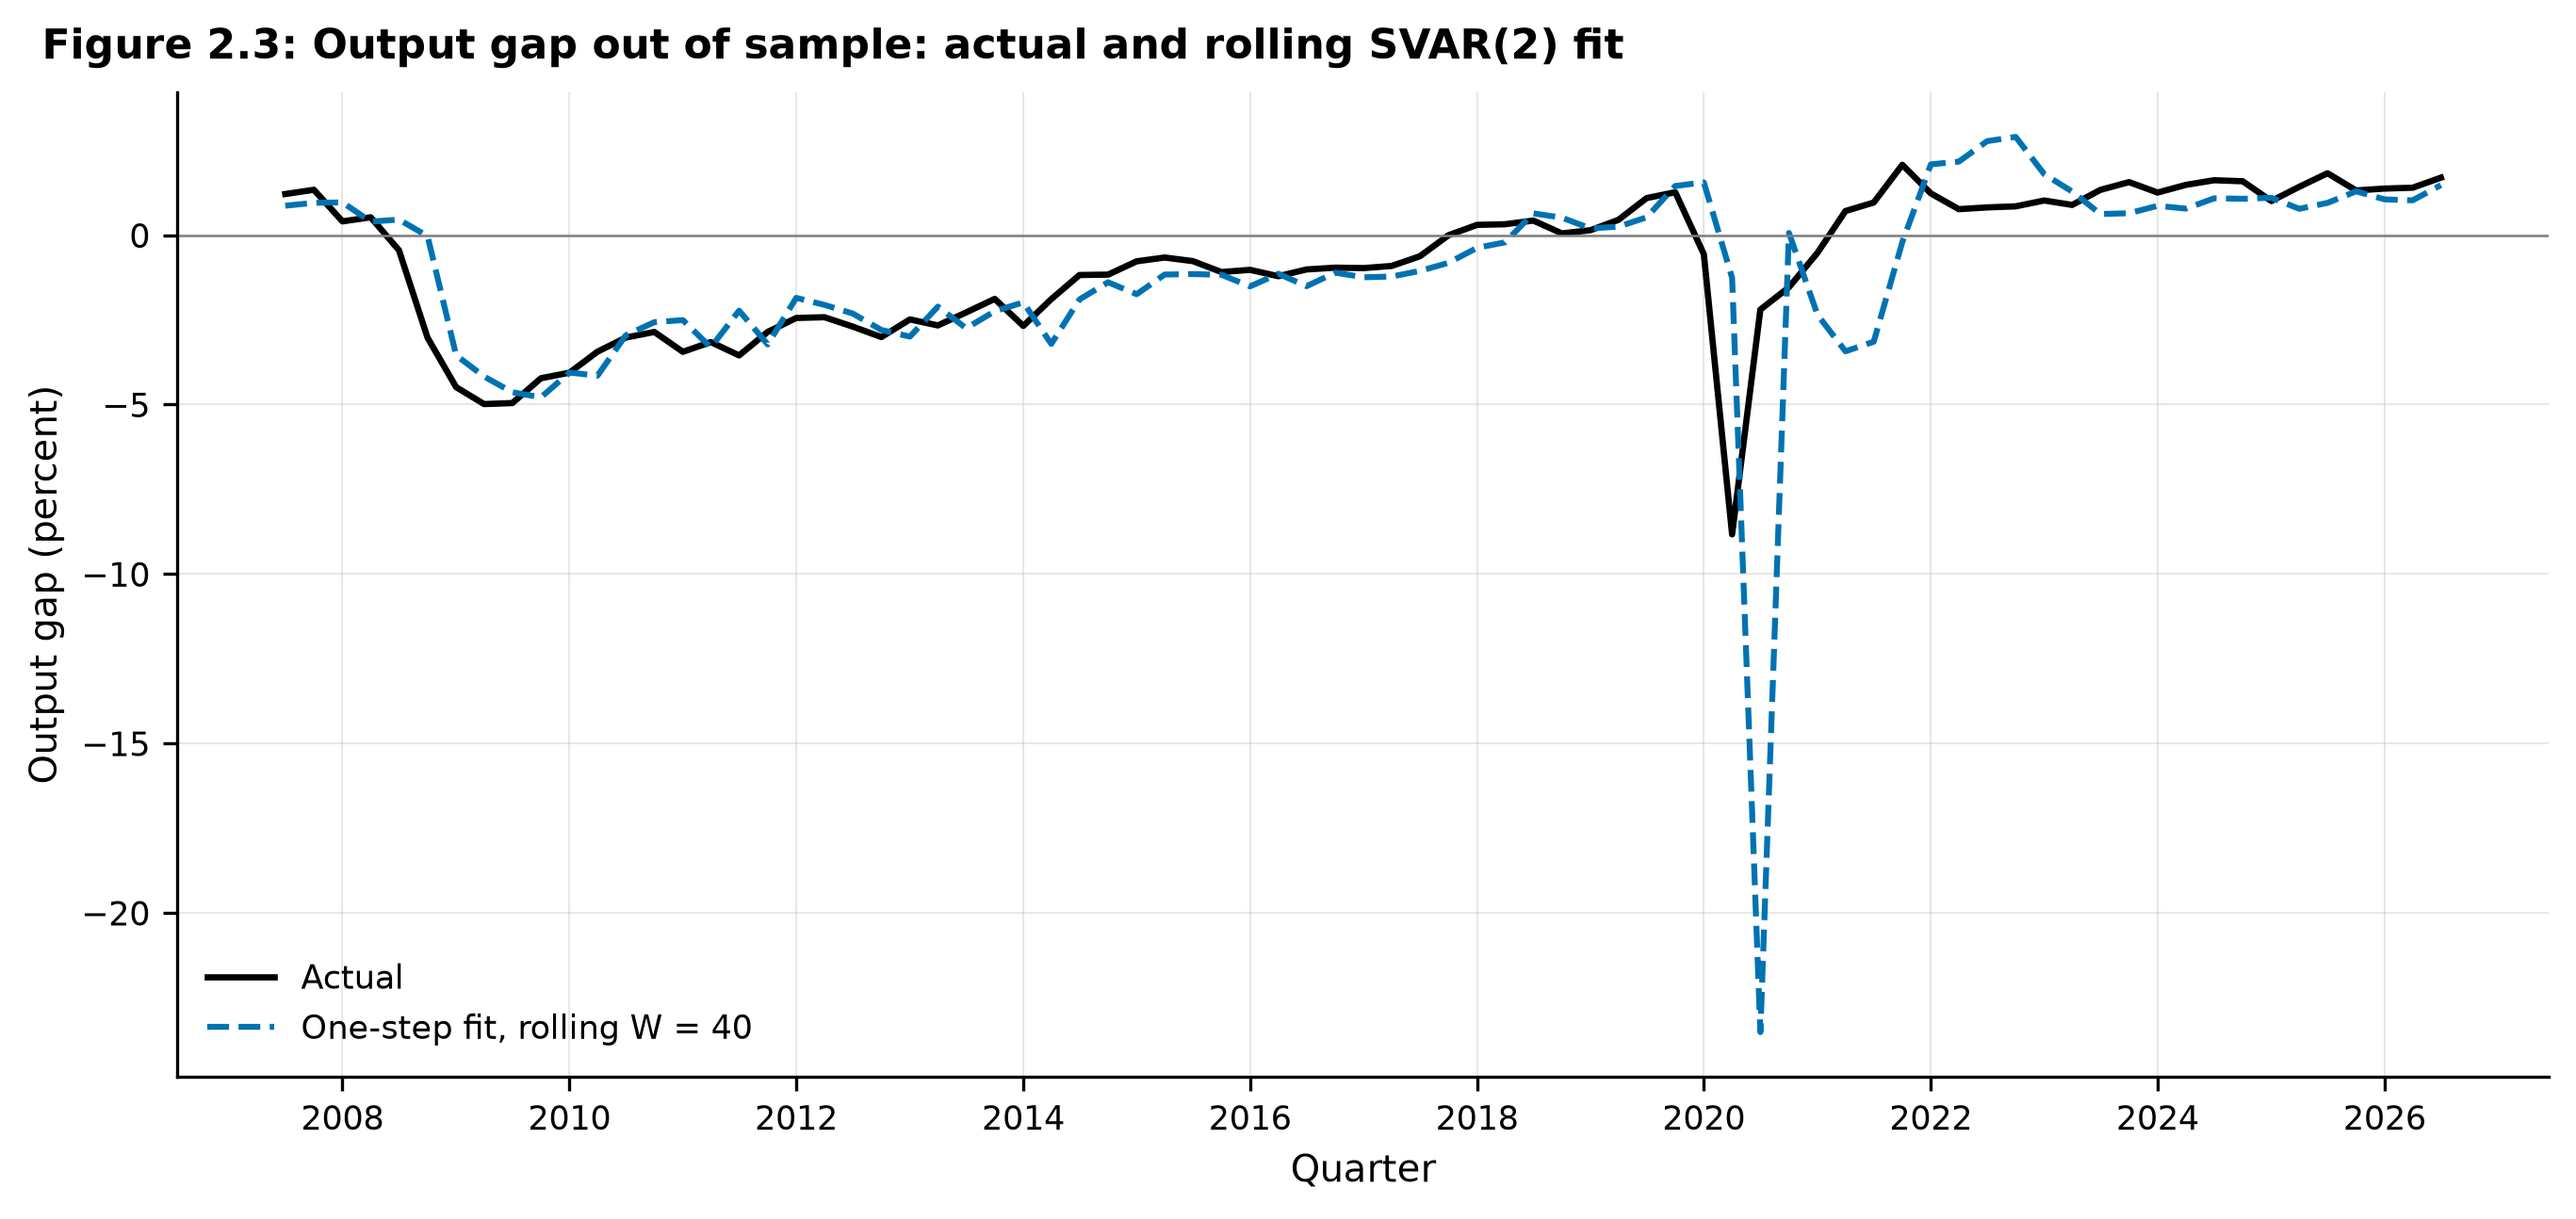 Figure 2.3: Output gap out of sample: actual and rolling SVAR(2) fit
Output gap (percent)
0
−5
−10
−15
−20
Actual
One-step fit, rolling W = 40
2008 2010 2012 2014 2016 2018 2020 2022 2024 2026
Quarter